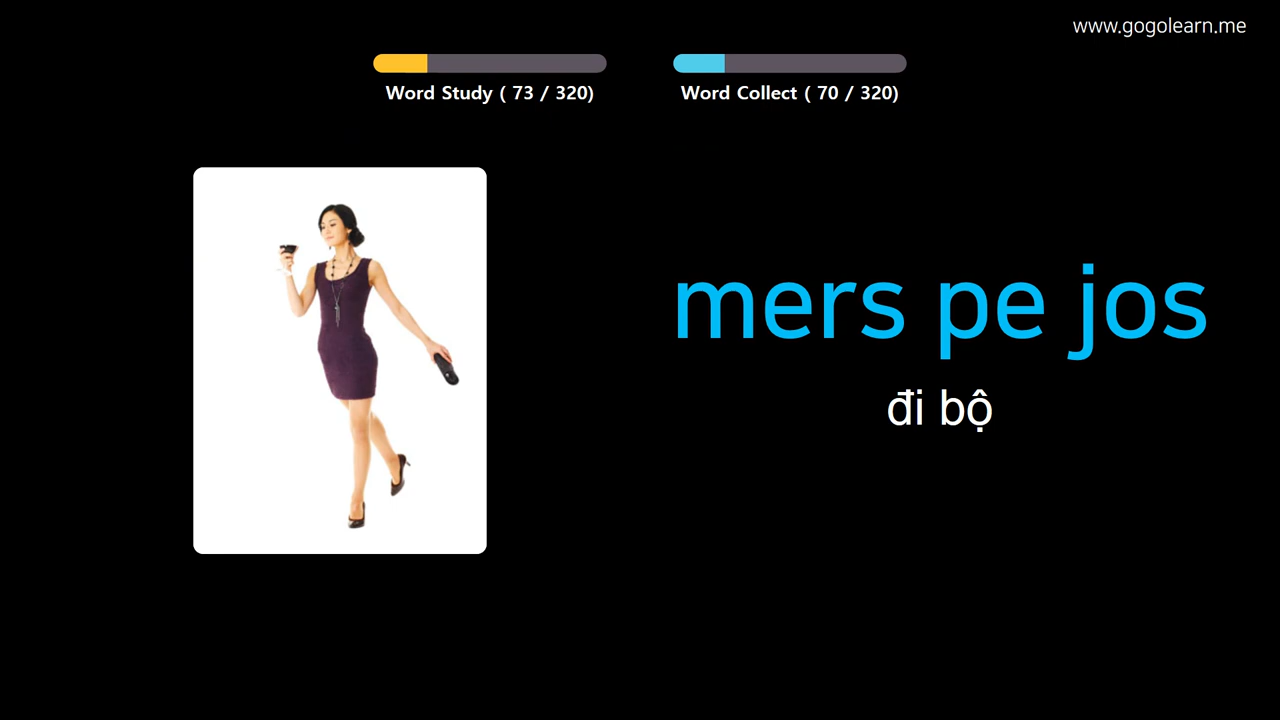 www.gogolearn.me
Word Study ( 73 / 320)
Word Collect ( 70 / 320)
mers pe jos
đi bộ